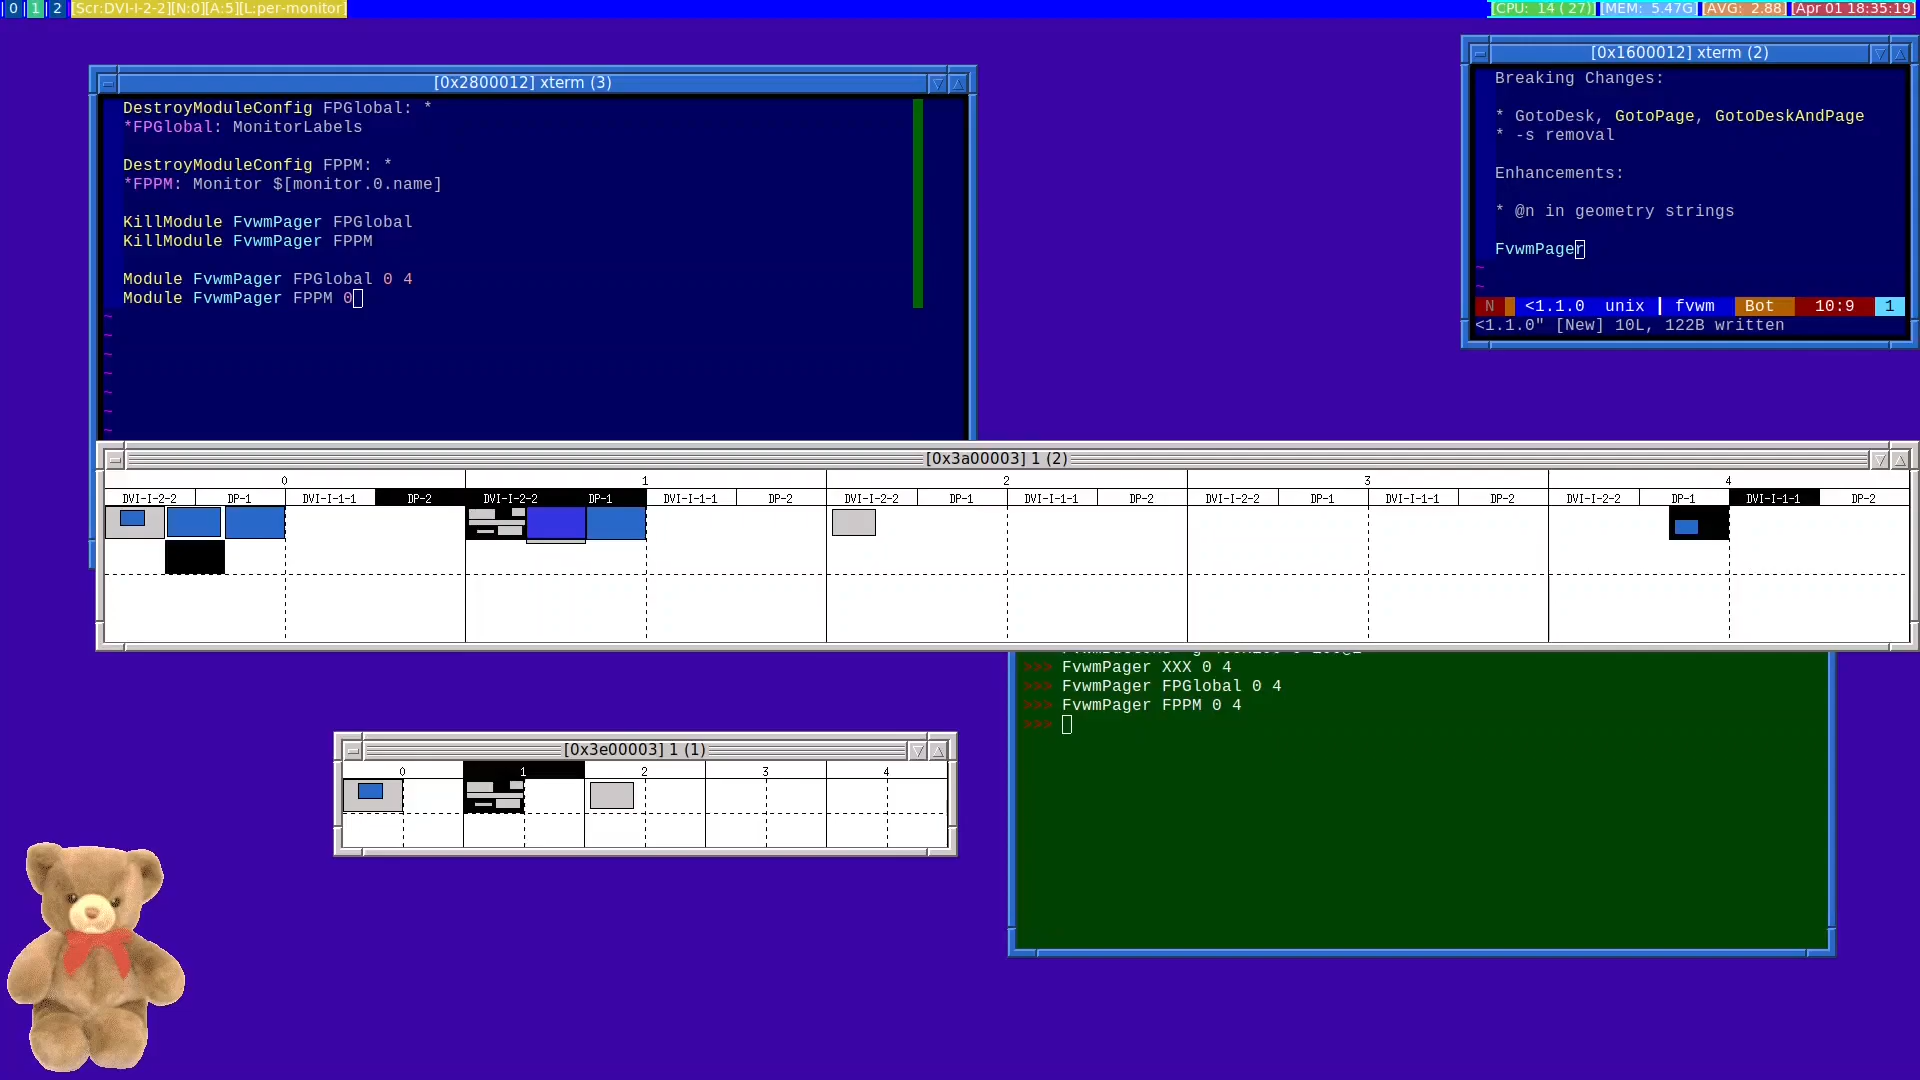 0 1 2 [Scr:DVI-I-2-2][N:0][A:5][L:per-monitor]
[CPU: 14 ( 27)] [MEM: 5.47G] [AVG: 2.88] [Apr 01 18:35:19]
[0x2800012] xterm (3)
DestroyModuleConfig FPGlobal: *
*FPGlobal: MonitorLabels
DestroyModuleConfig FPPM: *
*FPPM: Monitor $[monitor.0.name]
KillModule FvwmPager FPGlobal
KillModule FvwmPager FPPM
Module FvwmPager FPGlobal 0 4
Module FvwmPager FPPM 0
~
~
~
~
~
~
~
[0x1600012] xterm (2)
Breaking Changes:
* GotoDesk, GotoPage, GotoDeskAndPage
* -s removal
Enhancements:
* @n in geometry strings
FvwmPager
~
~
N <1.1.0 unix | fvwm Bot 10:9 1
<1.1.0" [New] 10L, 122B written
[0x3a00003] 1 (2)
0 1 2 3 4
DVI-I-2-2 DP-1 DVI-I-1-1 DP-2 DVI-I-2-2 DP-1 DVI-I-1-1 DP-2 DVI-I-2-2 DP-1 DVI-I-1-1 DP-2 DVI-I-2-2 DP-1 DVI-I-1-1 DP-2 DVI-I-2-2 DP-1 DVI-I-1-1 DP-2
>>> FvwmPager XXX 0 4
>>> FvwmPager FPGlobal 0 4
>>> FvwmPager FPPM 0 4
>>>
[0x3e00003] 1 (1)
0 1 2 3 4